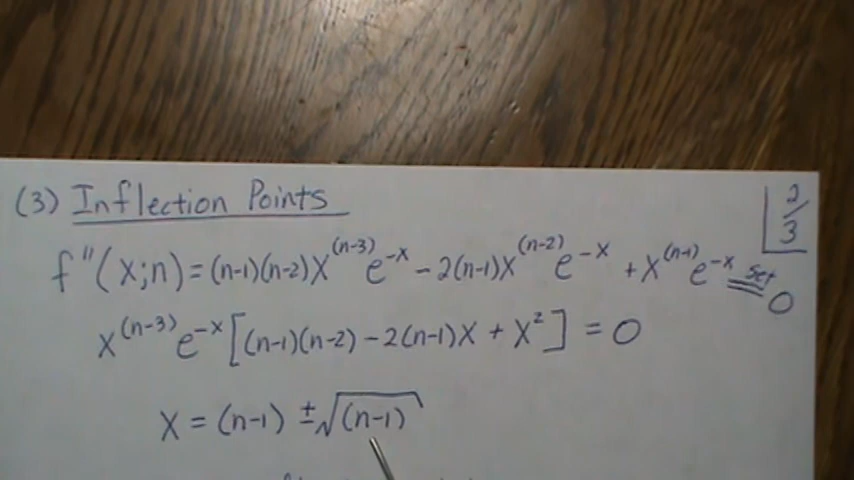 (3) Inflection Points
2/3
f"(x;n) = (n-1)(n-2)x^(n-3) e^-x - 2(n-1)x^(n-2) e^-x + x^(n-1) e^-x set = 0
x^(n-3) e^-x [(n-1)(n-2) - 2(n-1)x + x^2] = 0
x = (n-1) ± √(n-1)